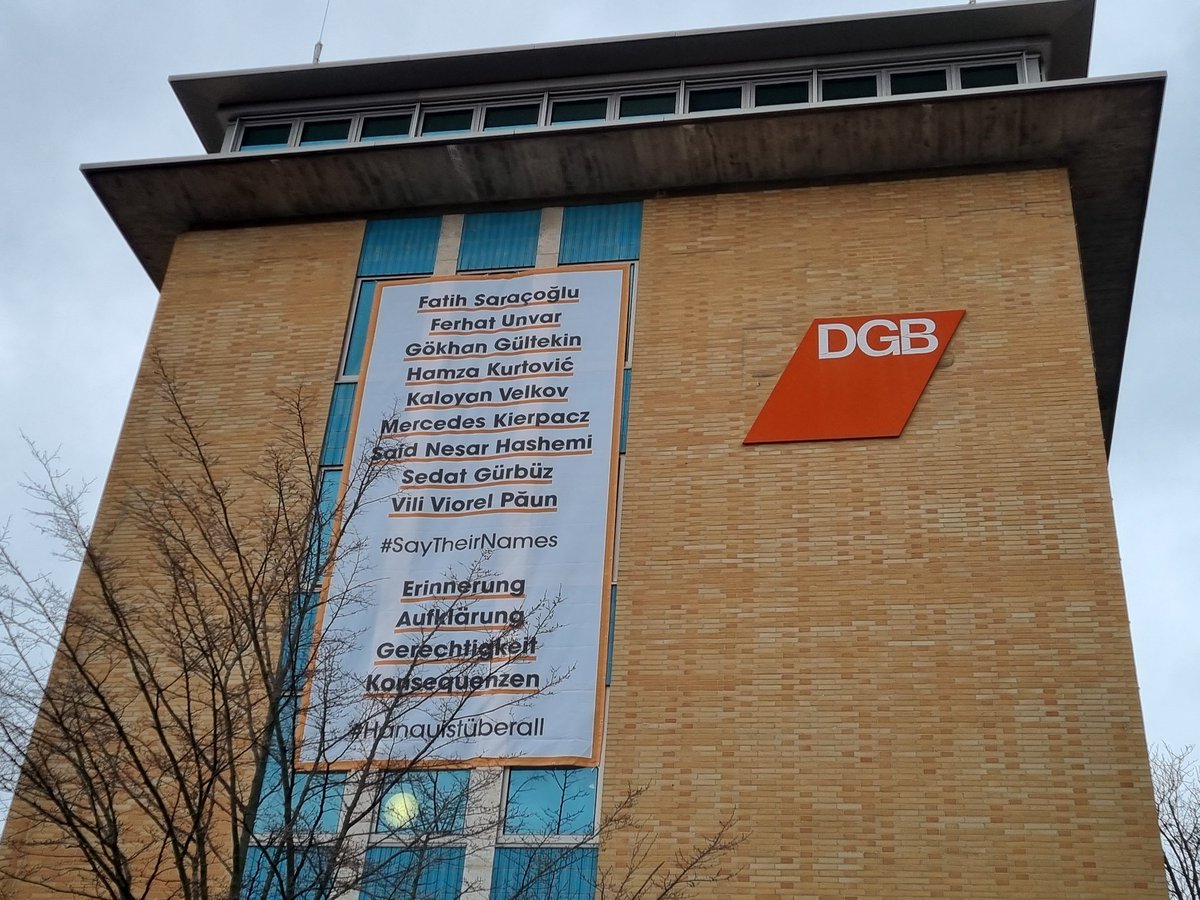 Fatih Saraçoğlu
Ferhat Unvar
Gökhan Gültekin
Hamza Kurtović
Kaloyan Velkov
Mercedes Kierpacz
Said Nesar Hashemi
Sedat Gürbüz
Vili Viorel Păun
#SayTheirNames
Erinnerung
Aufklärung
Gerechtigkeit
Konsequenzen
#Hanauistüberall
DGB